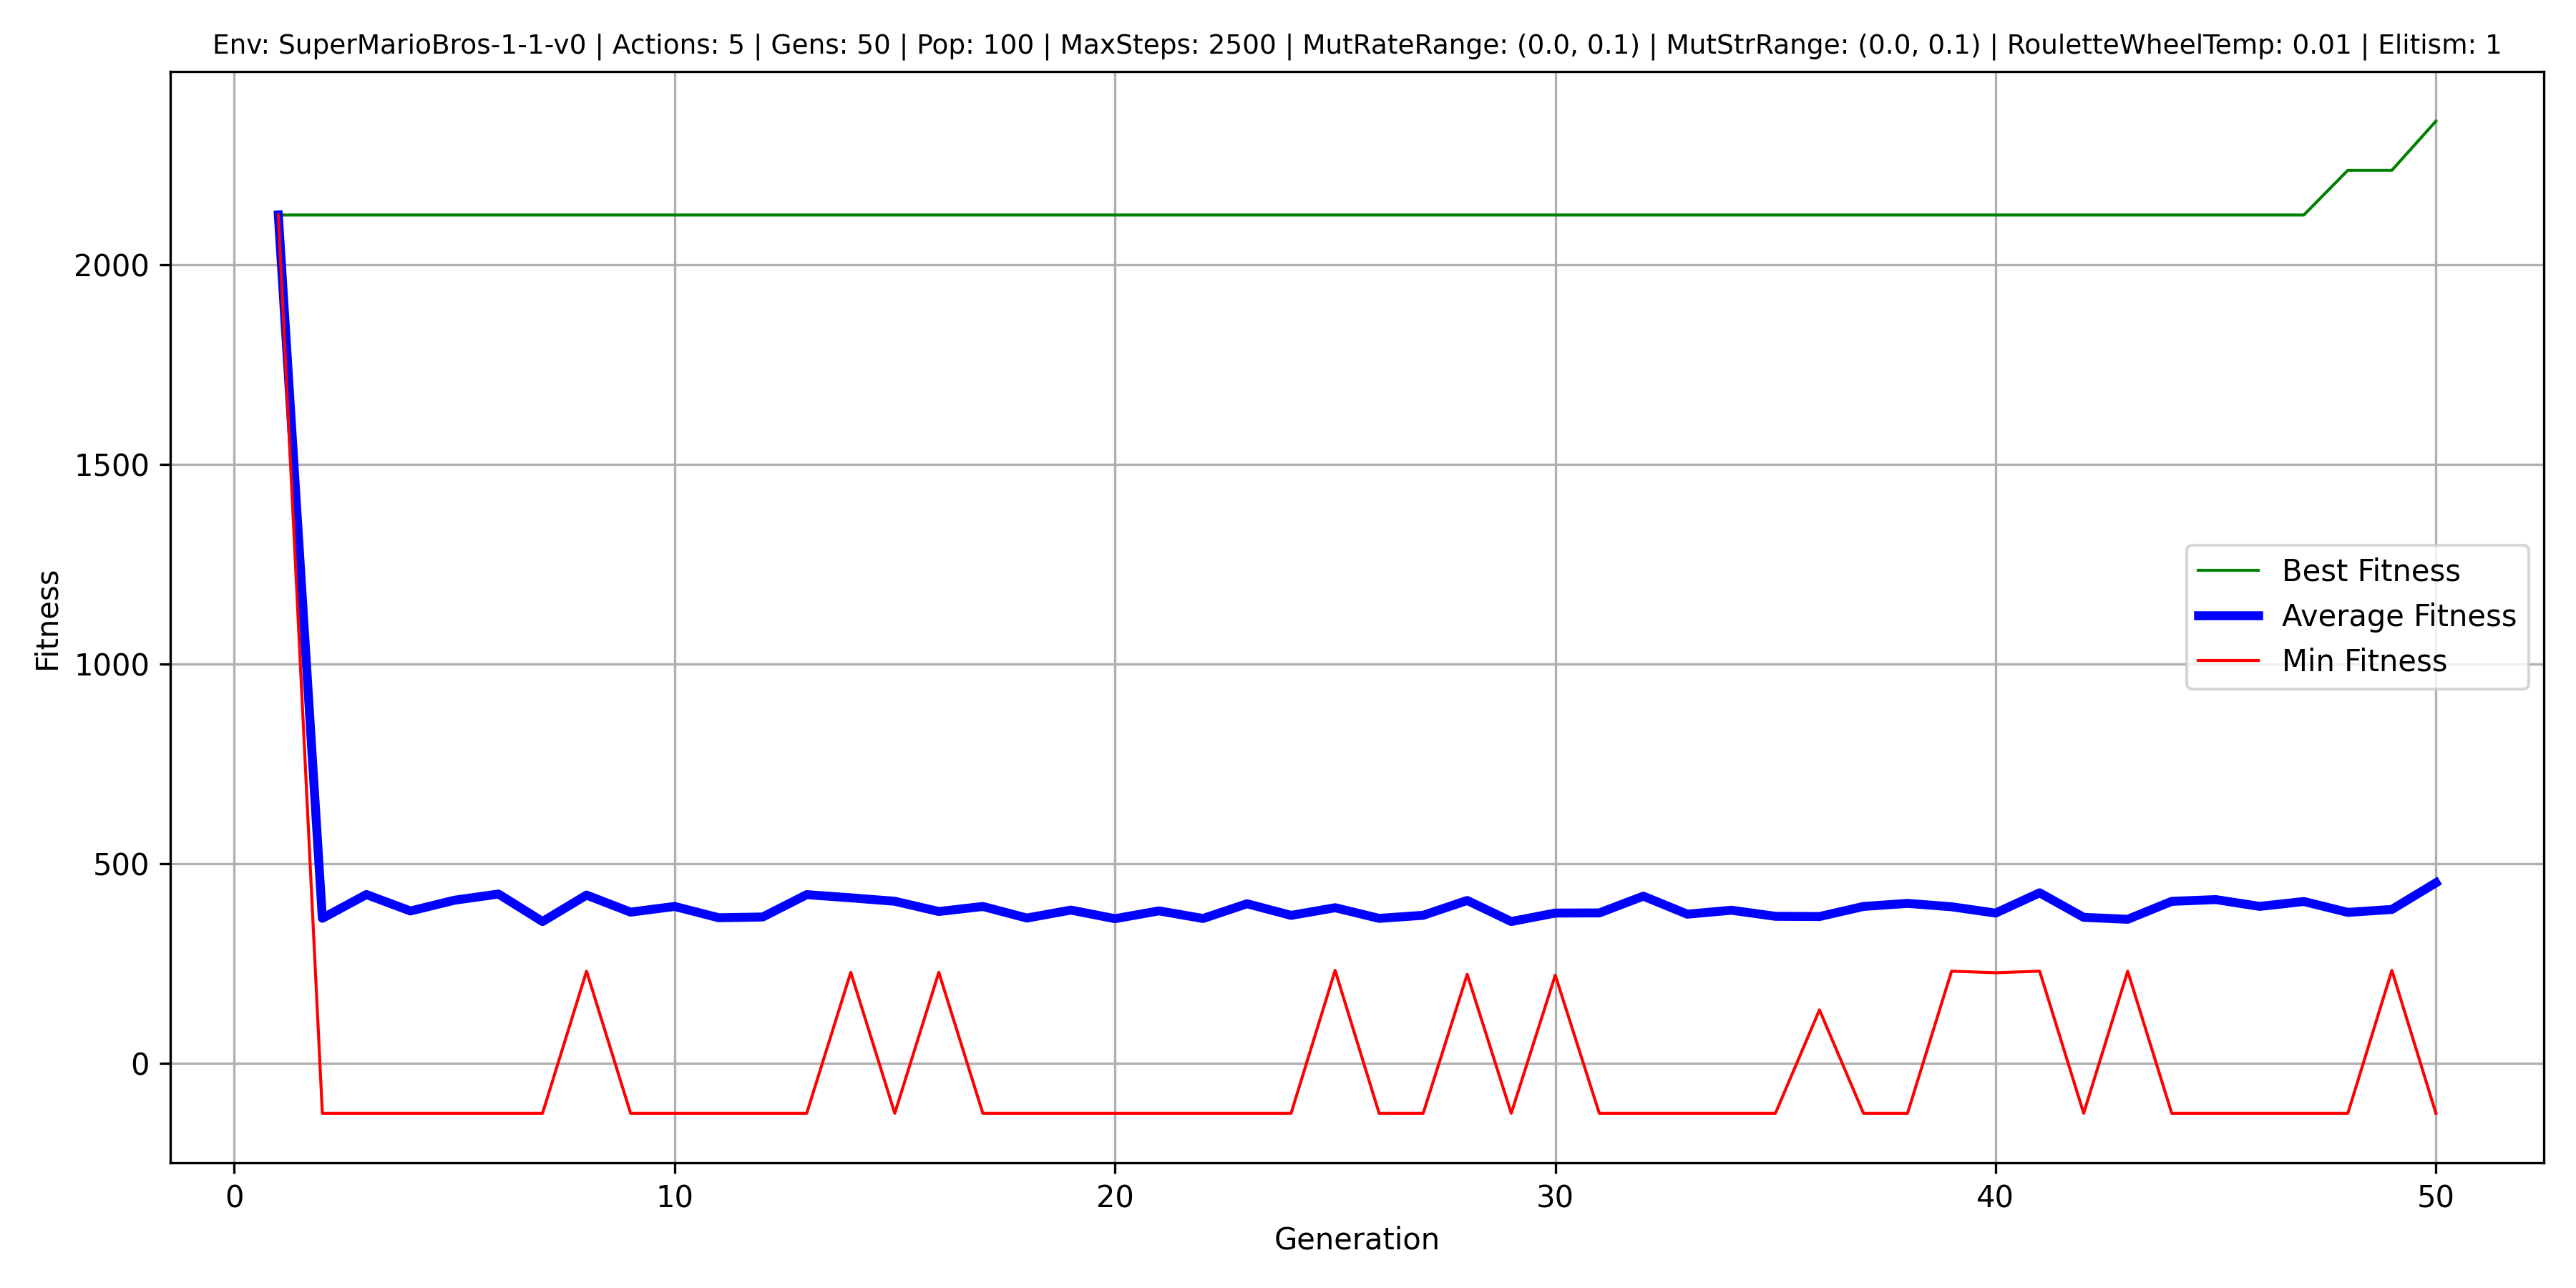 Env: SuperMarioBros-1-1-v0 | Actions: 5 | Gens: 50 | Pop: 100 | MaxSteps: 2500 | MutRateRange: (0.0, 0.1) | MutStrRange: (0.0, 0.1) | RouletteWheelTemp: 0.01 | Elitism: 1
Fitness
2000
1500
1000
500
0
Best Fitness
Average Fitness
Min Fitness
0 10 20 30 40 50
Generation